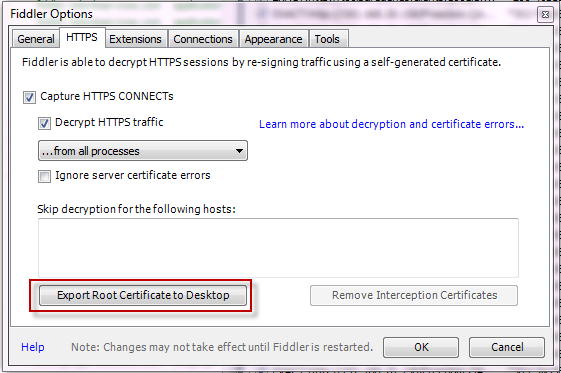 Fiddler Options
General HTTPS Extensions Connections Appearance Tools
Fiddler is able to decrypt HTTPS sessions by re-signing traffic using a self-generated certificate.
Capture HTTPS CONNECTs
Decrypt HTTPS traffic
Learn more about decryption and certificate errors...
...from all processes
Ignore server certificate errors
Skip decryption for the following hosts:
Export Root Certificate to Desktop
Remove Interception Certificates
Help
Note: Changes may not take effect until Fiddler is restarted.
OK
Cancel